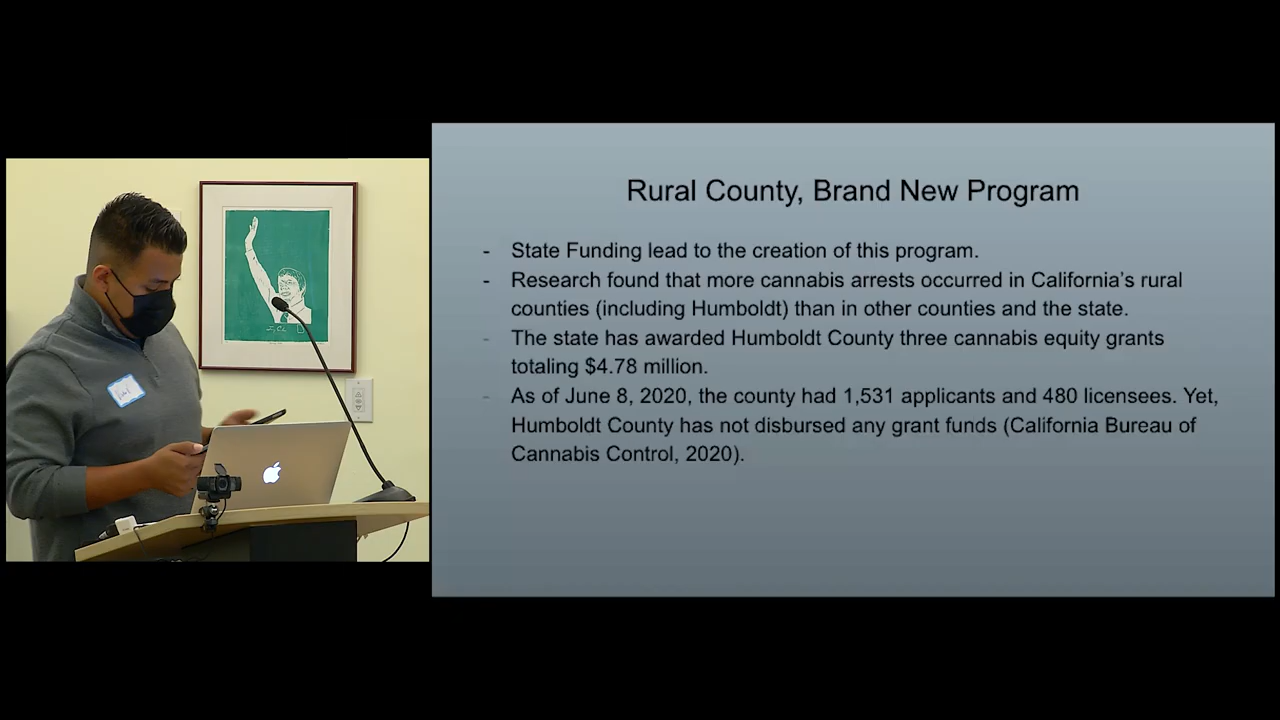 Rural County, Brand New Program
- State Funding lead to the creation of this program.
- Research found that more cannabis arrests occurred in California's rural
counties (including Humboldt) than in other counties and the state.
- The state has awarded Humboldt County three cannabis equity grants
totaling $4.78 million.
- As of June 8, 2020, the county had 1,531 applicants and 480 licensees. Yet,
Humboldt County has not disbursed any grant funds (California Bureau of
Cannabis Control, 2020).